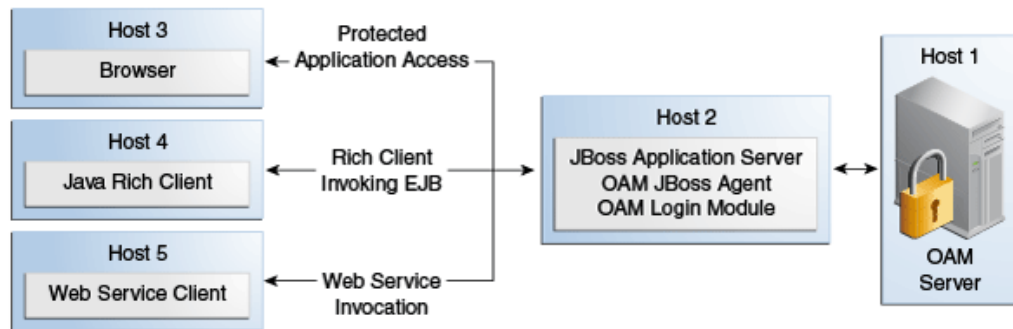 Host 3
Browser
Protected
Application Access
Host 4
Java Rich Client
Rich Client
Invoking EJB
Host 5
Web Service Client
Web Service
Invocation
Host 2
JBoss Application Server
OAM JBoss Agent
OAM Login Module
Host 1
OAM
Server